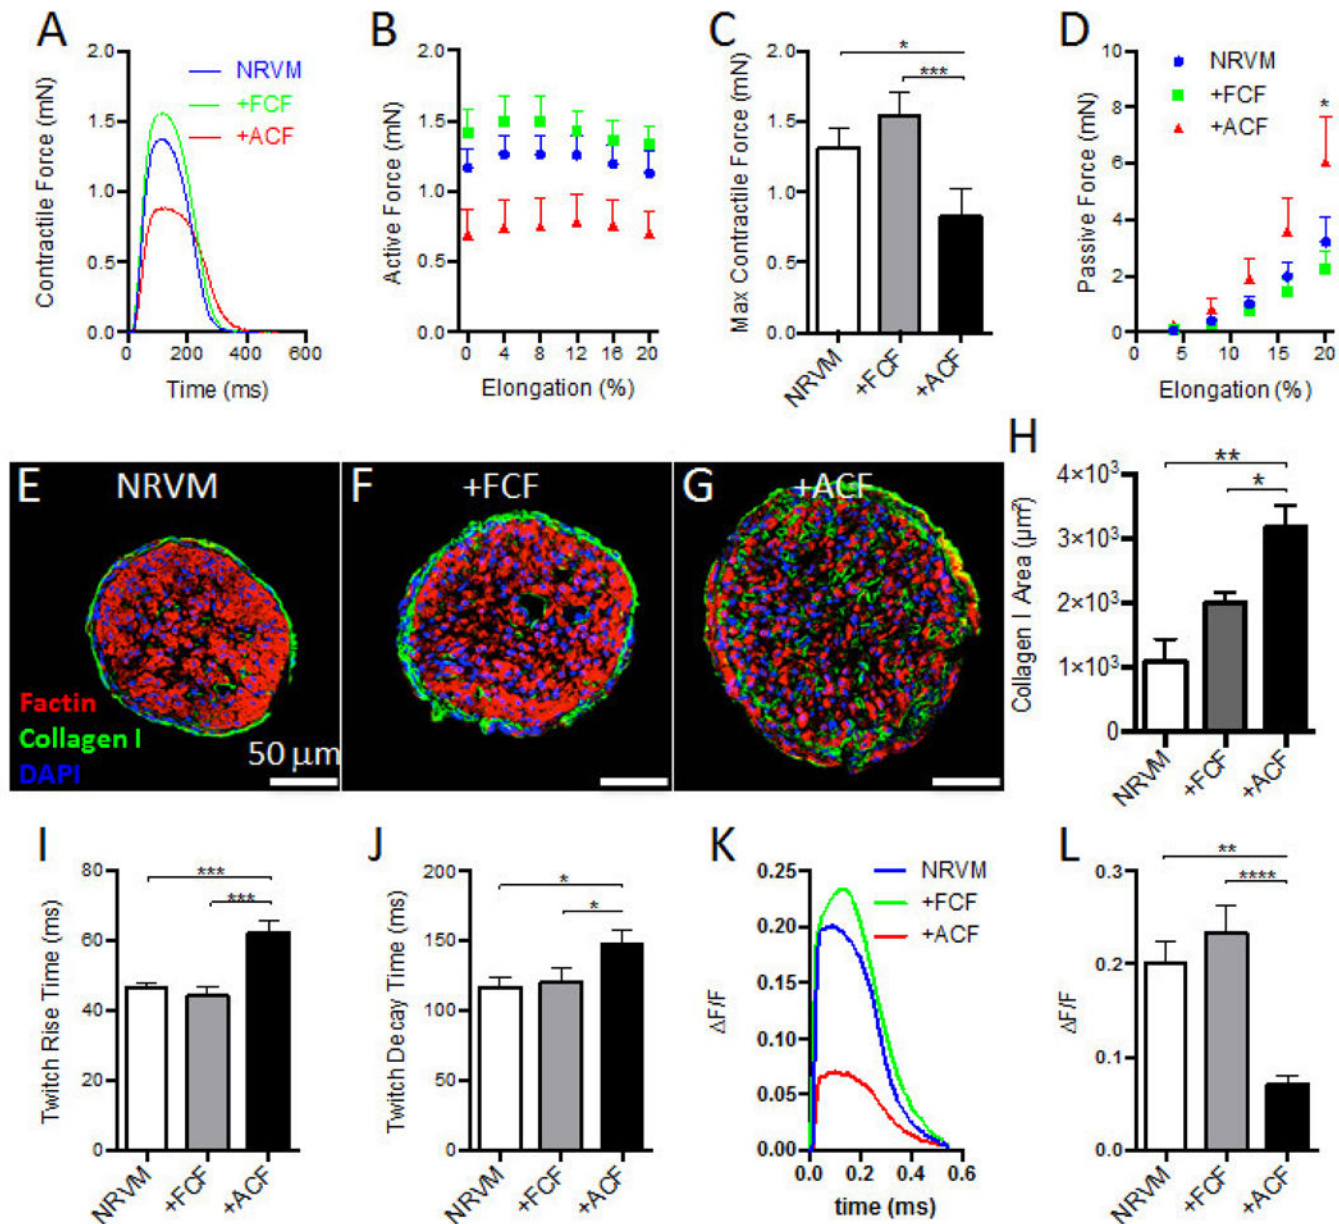 A
2.0
1.5
1.0
0.5
0.0
0 200 400 600
Contractile Force (mN)
Time (ms)
NRVM
+FCF
+ACF
B
2.0
1.5
1.0
0.5
0.0
0 4 8 12 16 20
Active Force (mN)
Elongation (%)
C
2.0
1.5
1.0
0.5
0.0
Max Contractile Force (mN)
*
***
NRVM +FCF +ACF
D
10
8
6
4
2
0
0 5 10 15 20
Passive Force (mN)
Elongation (%)
NRVM
+FCF
+ACF
*
E NRVM
Factin
Collagen I
DAPI
50 μm
F +FCF
G +ACF
H
4×10³
3×10³
2×10³
1×10³
0
Collagen I Area (μm²)
**
*
NRVM +FCF +ACF
I
80
60
40
20
0
Twitch Rise Time (ms)
***
***
NRVM +FCF +ACF
J
200
150
100
50
0
Twitch Decay Time (ms)
*
*
NRVM +FCF +ACF
K
0.25
0.20
0.15
0.10
0.05
0.00
0.0 0.2 0.4 0.6
ΔF/F
time (ms)
NRVM
+FCF
+ACF
L
0.3
0.2
0.1
0.0
ΔF/F
**
****
NRVM +FCF +ACF